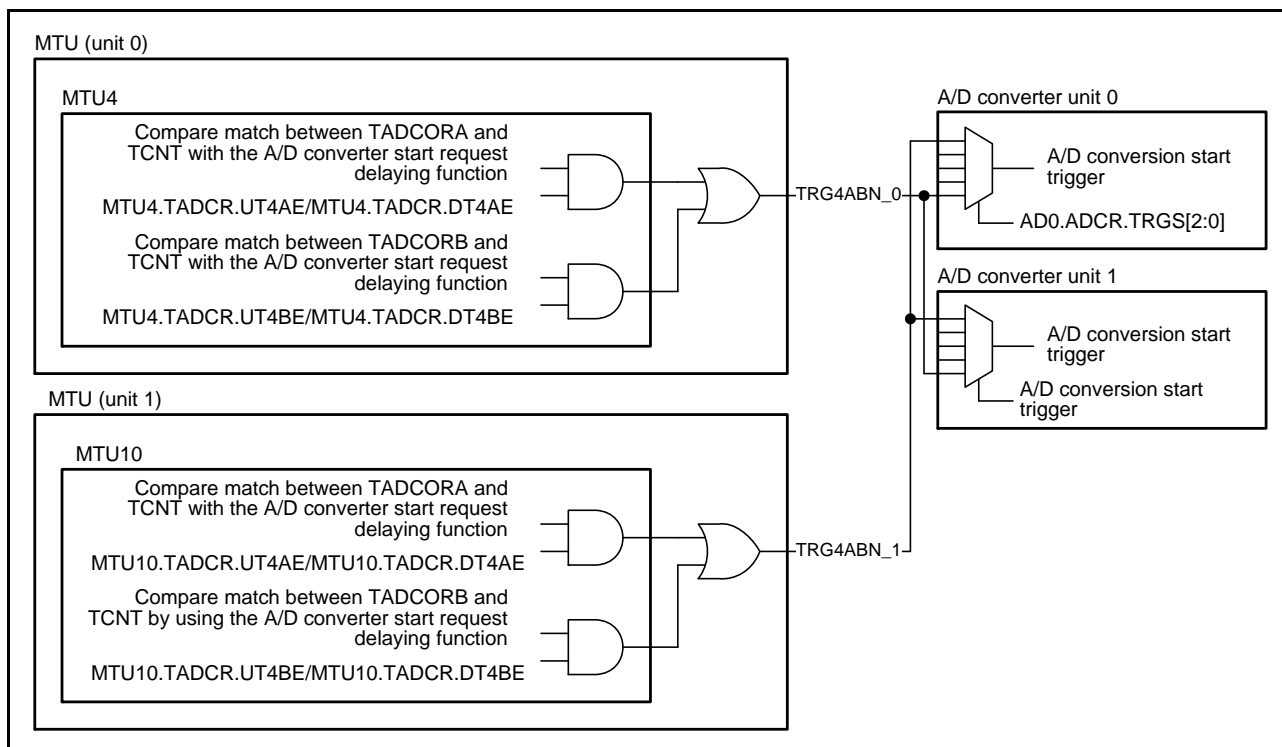 MTU (unit 0)
MTU4
Compare match between TADCORA and
TCNT with the A/D converter start request
delaying function
MTU4.TADCR.UT4AE/MTU4.TADCR.DT4AE
Compare match between TADCORB and
TCNT with the A/D converter start request
delaying function
MTU4.TADCR.UT4BE/MTU4.TADCR.DT4BE
TRG4ABN_0
A/D converter unit 0
A/D conversion start
trigger
AD0.ADCR.TRGS[2:0]
A/D converter unit 1
A/D conversion start
trigger
A/D conversion start
trigger
MTU (unit 1)
MTU10
Compare match between TADCORA and
TCNT with the A/D converter start request
delaying function
MTU10.TADCR.UT4AE/MTU10.TADCR.DT4AE
Compare match between TADCORB and
TCNT by using the A/D converter start request
delaying function
MTU10.TADCR.UT4BE/MTU10.TADCR.DT4BE
TRG4ABN_1